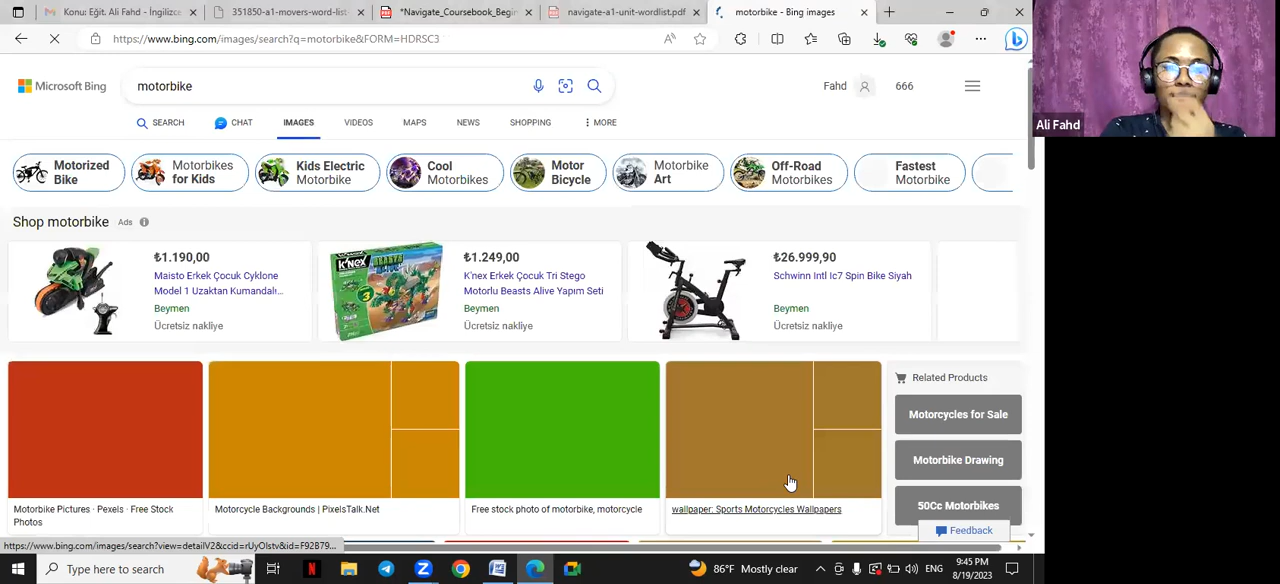 Konu: Eğit. Ali Fahd - İngilizce
351850-a1-movers-word-list-
*Navigate_Coursebook_Begi
navigate-a1-unit-wordlist.pdf
motorbike - Bing images
https://www.bing.com/images/search?q=motorbike&FORM=HDRSC3
Microsoft Bing
motorbike
Fahd
666
Ali Fahd
SEARCH
CHAT
IMAGES
VIDEOS
MAPS
NEWS
SHOPPING
MORE
Motorized
Bike
Motorbikes
for Kids
Kids Electric
Motorbike
Cool
Motorbikes
Motor
Bicycle
Motorbike
Art
Off-Road
Motorbikes
Fastest
Motorbike
Shop motorbike
Ads
₺1.190,00
Maisto Erkek Çocuk Cyklone
Model 1 Uzaktan Kumandalı...
Beymen
Ücretsiz nakliye
K'NEX
₺1.249,00
K'nex Erkek Çocuk Tri Stego
Motorlu Beasts Alive Yapım Seti
Beymen
Ücretsiz nakliye
₺26.999,90
Schwinn Intl Ic7 Spin Bike Siyah
Beymen
Ücretsiz nakliye
Motorbike Pictures · Pexels · Free Stock
Photos
Motorcycle Backgrounds | PixelsTalk.Net
Free stock photo of motorbike, motorcycle
wallpaper: Sports Motorcycles Wallpapers
Related Products
Motorcycles for Sale
Motorbike Drawing
50Cc Motorbikes
Feedback
https://www.bing.com/images/search?view=detailV2&ccid=rUyOlstv&id=F92B79...
Type here to search
86°F Mostly clear
ENG
9:45 PM
8/19/2023